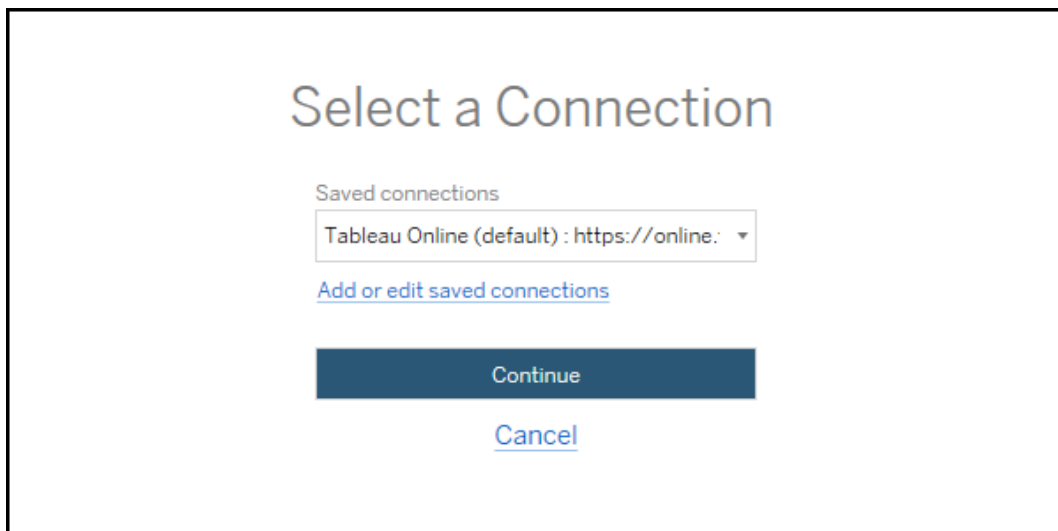 Select a Connection
Saved connections
Tableau Online (default) : https://online.
Add or edit saved connections
Continue
Cancel